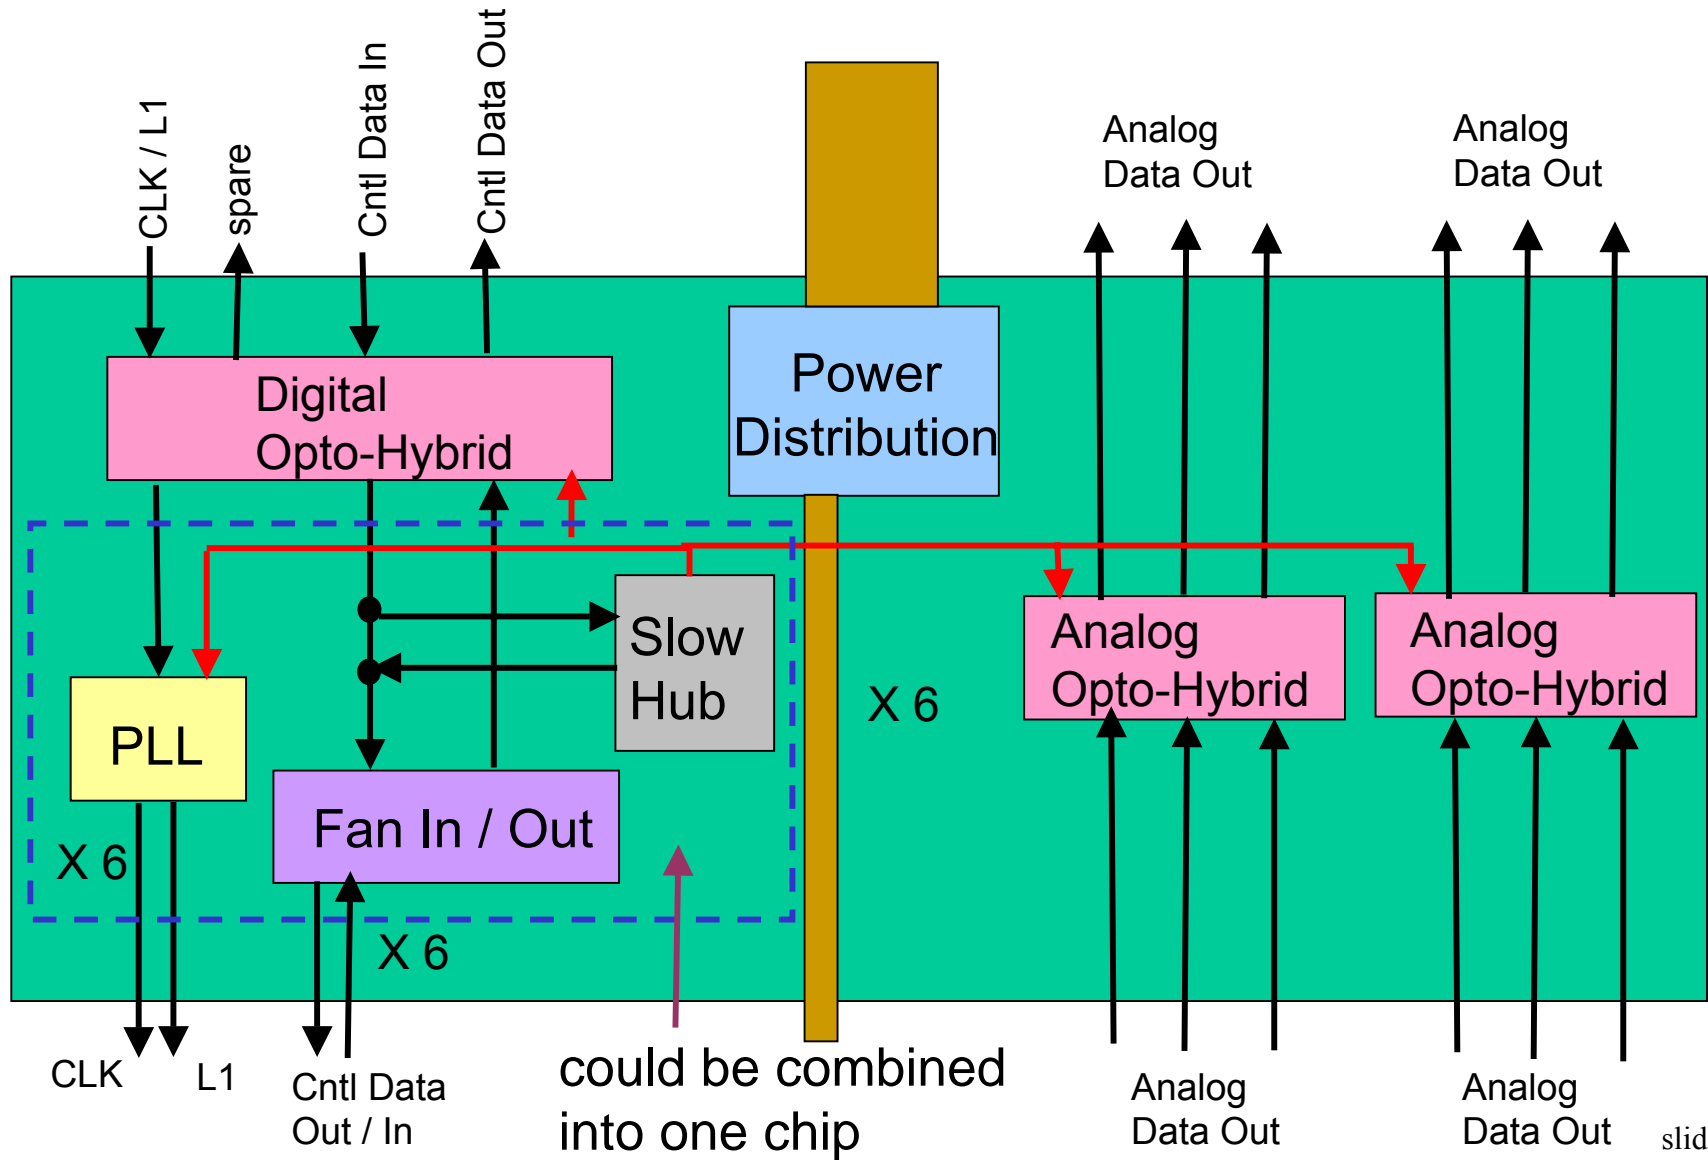 CLK / L1
spare
Cntl Data In
Cntl Data Out
Analog
Data Out
Analog
Data Out
Digital
Opto-Hybrid
Power
Distribution
Slow
Hub
Analog
Opto-Hybrid
Analog
Opto-Hybrid
X 6
PLL
Fan In / Out
X 6
X 6
CLK
L1
Cntl Data
Out / In
could be combined
into one chip
Analog
Data Out
Analog
Data Out
slid